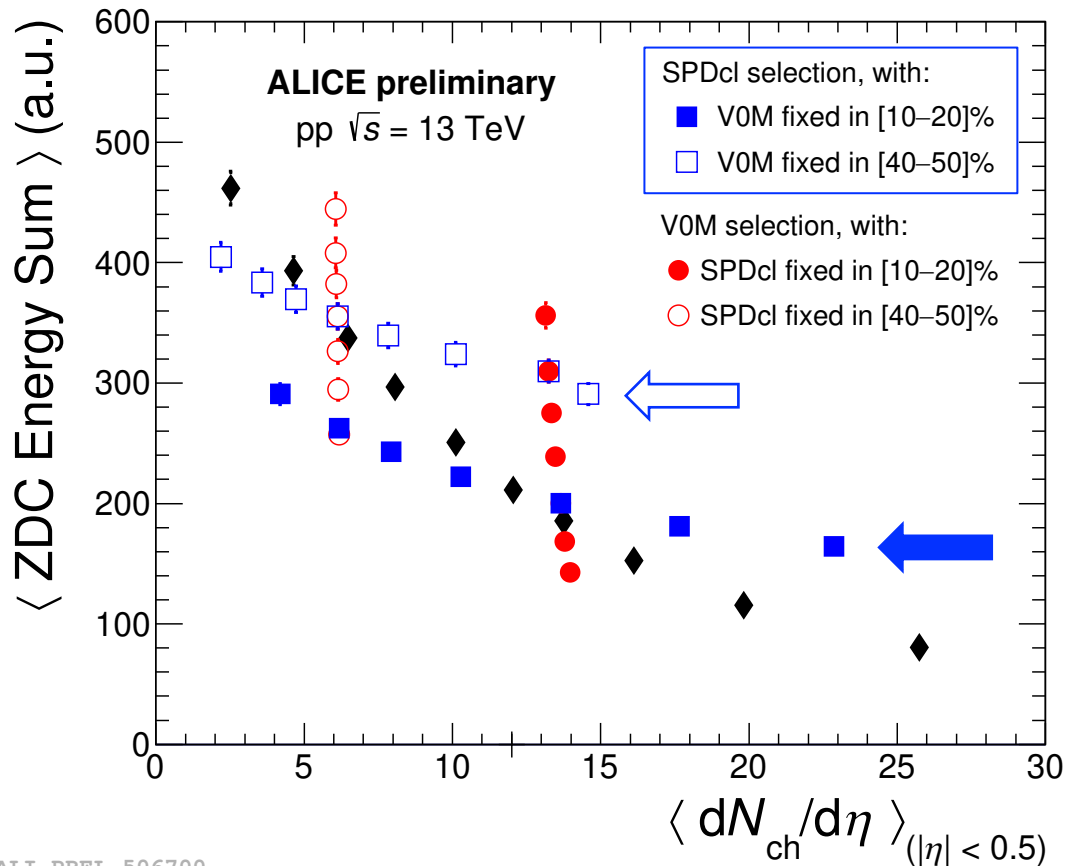 ⟨ ZDC Energy Sum ⟩ (a.u.)
600
500
400
300
200
100
0
ALICE preliminary
pp √s = 13 TeV
SPDcl selection, with:
V0M fixed in [10–20]%
V0M fixed in [40–50]%
V0M selection, with:
SPDcl fixed in [10–20]%
SPDcl fixed in [40–50]%
0 5 10 15 20 25 30
⟨ dN_ch/dη ⟩_(|η| < 0.5)